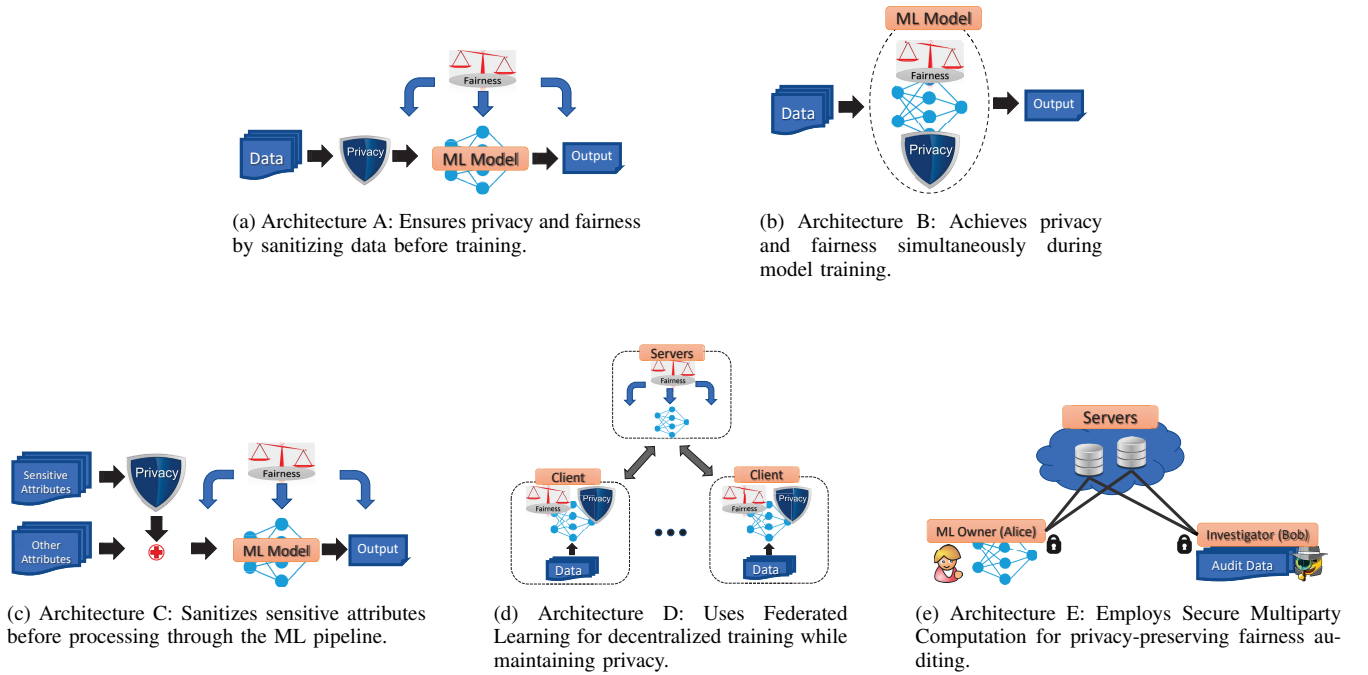 Fairness
Data
Privacy
ML Model
Output
(a) Architecture A: Ensures privacy and fairness
by sanitizing data before training.
ML Model
Fairness
Data
Output
Privacy
(b) Architecture B: Achieves privacy
and fairness simultaneously during
model training.
Sensitive
Attributes
Privacy
Fairness
Other
Attributes
ML Model
Output
(c) Architecture C: Sanitizes sensitive attributes
before processing through the ML pipeline.
Servers
Fairness
Client
Privacy
Fairness
Data
Client
Privacy
Fairness
Data
(d) Architecture D: Uses Federated
Learning for decentralized training while
maintaining privacy.
Servers
ML Owner (Alice)
Investigator (Bob)
Audit Data
(e) Architecture E: Employs Secure Multiparty
Computation for privacy-preserving fairness au-
diting.